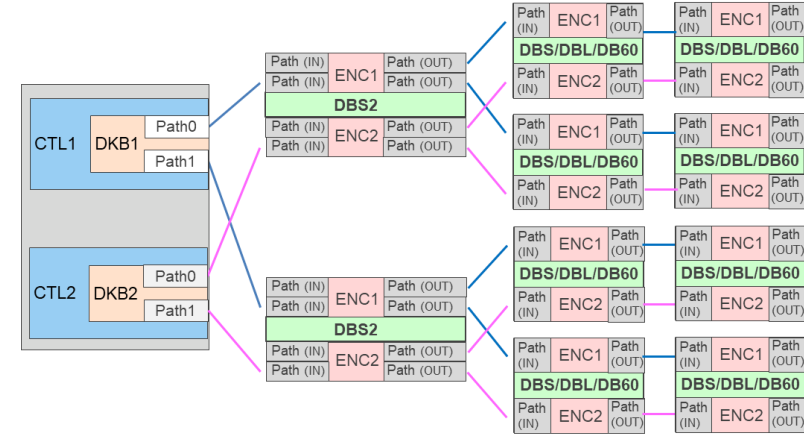 CTL1
DKB1
Path0
Path1
CTL2
DKB2
Path0
Path1
Path (IN)
Path (IN)
ENC1
Path (OUT)
Path (OUT)
DBS2
Path (IN)
Path (IN)
ENC2
Path (OUT)
Path (OUT)
Path (IN)
Path (IN)
ENC1
Path (OUT)
Path (OUT)
DBS2
Path (IN)
Path (IN)
ENC2
Path (OUT)
Path (OUT)
Path
(IN)
ENC1
Path
(OUT)
DBS/DBL/DB60
Path
(IN)
ENC2
Path
(OUT)
Path
(IN)
ENC1
Path
(OUT)
DBS/DBL/DB60
Path
(IN)
ENC2
Path
(OUT)
Path
(IN)
ENC1
Path
(OUT)
DBS/DBL/DB60
Path
(IN)
ENC2
Path
(OUT)
Path
(IN)
ENC1
Path
(OUT)
DBS/DBL/DB60
Path
(IN)
ENC2
Path
(OUT)
Path
(IN)
ENC1
Path
(OUT)
DBS/DBL/DB60
Path
(IN)
ENC2
Path
(OUT)
Path
(IN)
ENC1
Path
(OUT)
DBS/DBL/DB60
Path
(IN)
ENC2
Path
(OUT)
Path
(IN)
ENC1
Path
(OUT)
DBS/DBL/DB60
Path
(IN)
ENC2
Path
(OUT)
Path
(IN)
ENC1
Path
(OUT)
DBS/DBL/DB60
Path
(IN)
ENC2
Path
(OUT)